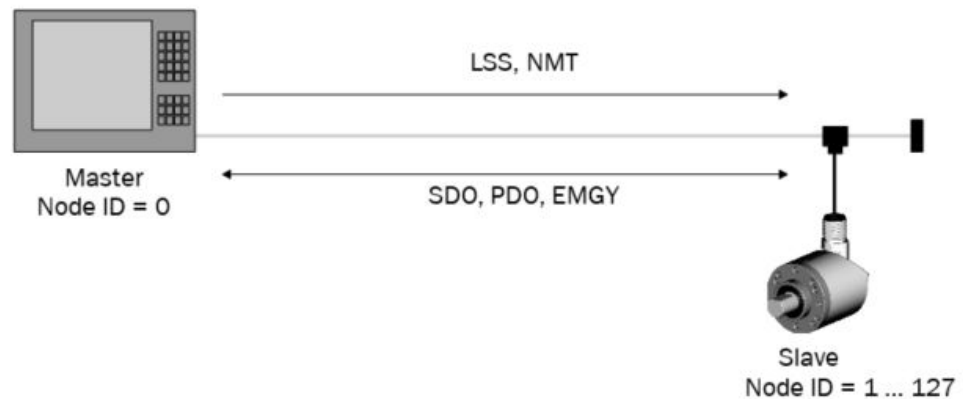 LSS, NMT
Master
Node ID = 0
SDO, PDO, EMGY
Slave
Node ID = 1 ... 127